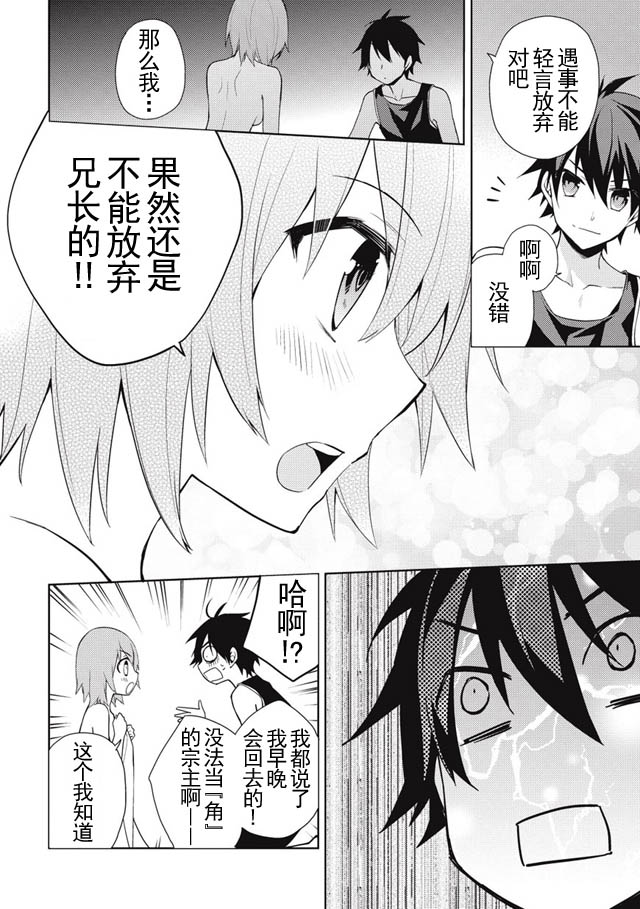 遇事不能
轻言放弃
对吧
啊啊
没错
那么我…
果然还是
不能放弃
兄长的!!
哈啊!?
我都说了
我早晚
会回去的！
没法当『角』
的宗主啊——
这个我知道